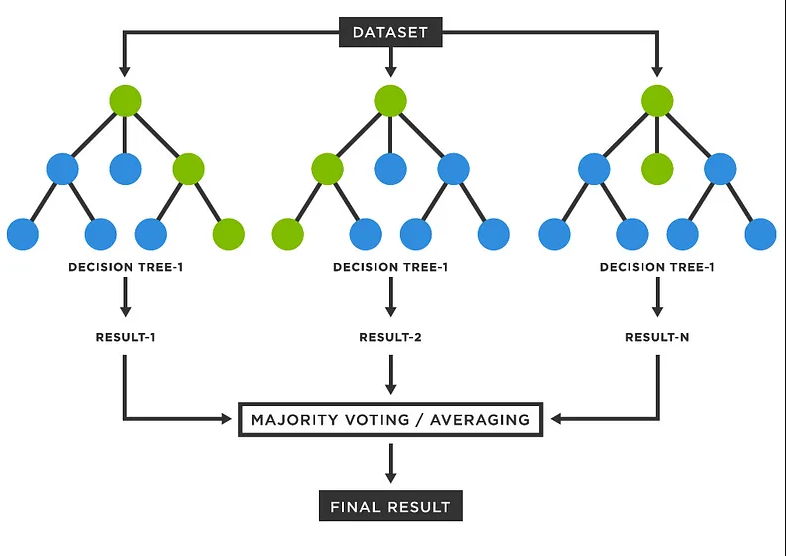 DATASET
DECISION TREE-1
DECISION TREE-1
DECISION TREE-1
RESULT-1
RESULT-2
RESULT-N
MAJORITY VOTING / AVERAGING
FINAL RESULT